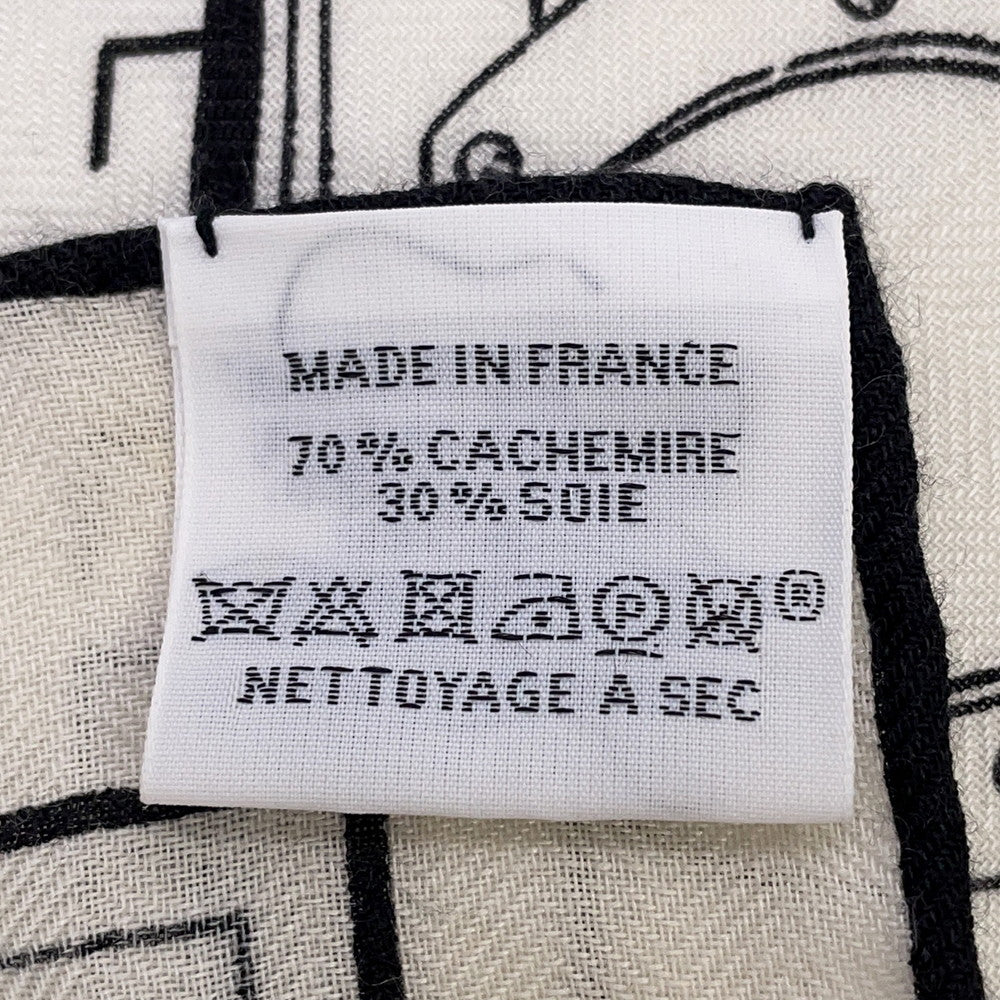 MADE IN FRANCE
70% CACHEMIRE
30% SOIE
P ®
NETTOYAGE A SEC